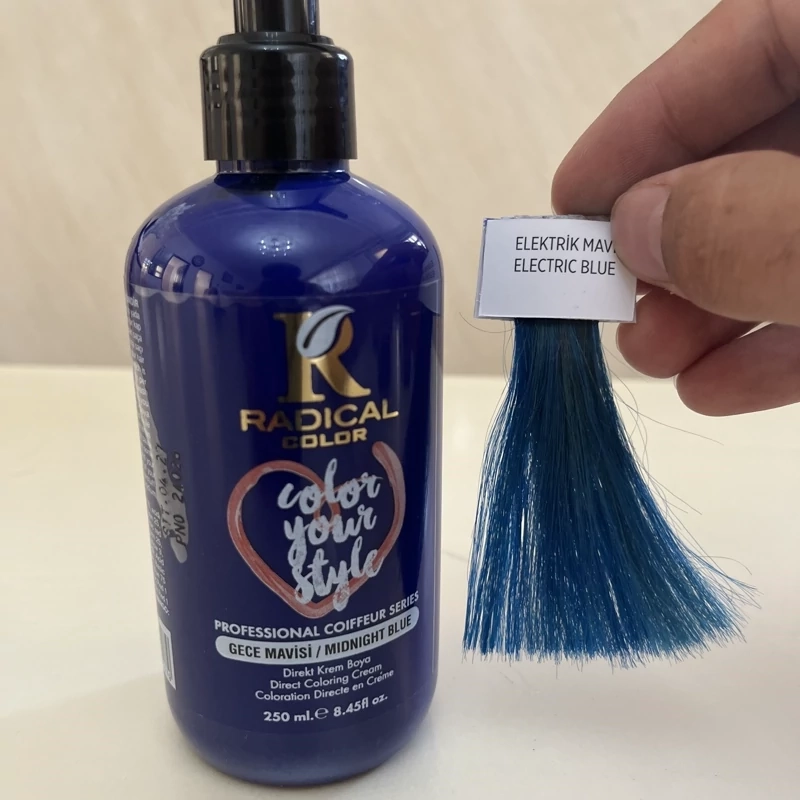 R
RADICAL
COLOR
color
your
style
PROFESSIONAL COIFFEUR SERIES
GECE MAVİSİ / MIDNIGHT BLUE
Direkt Krem Boya
Direct Coloring Cream
Coloration Directe en Créme
250 ml.℮ 8.45fl oz.
ELEKTRİK MAVİ
ELECTRIC BLUE